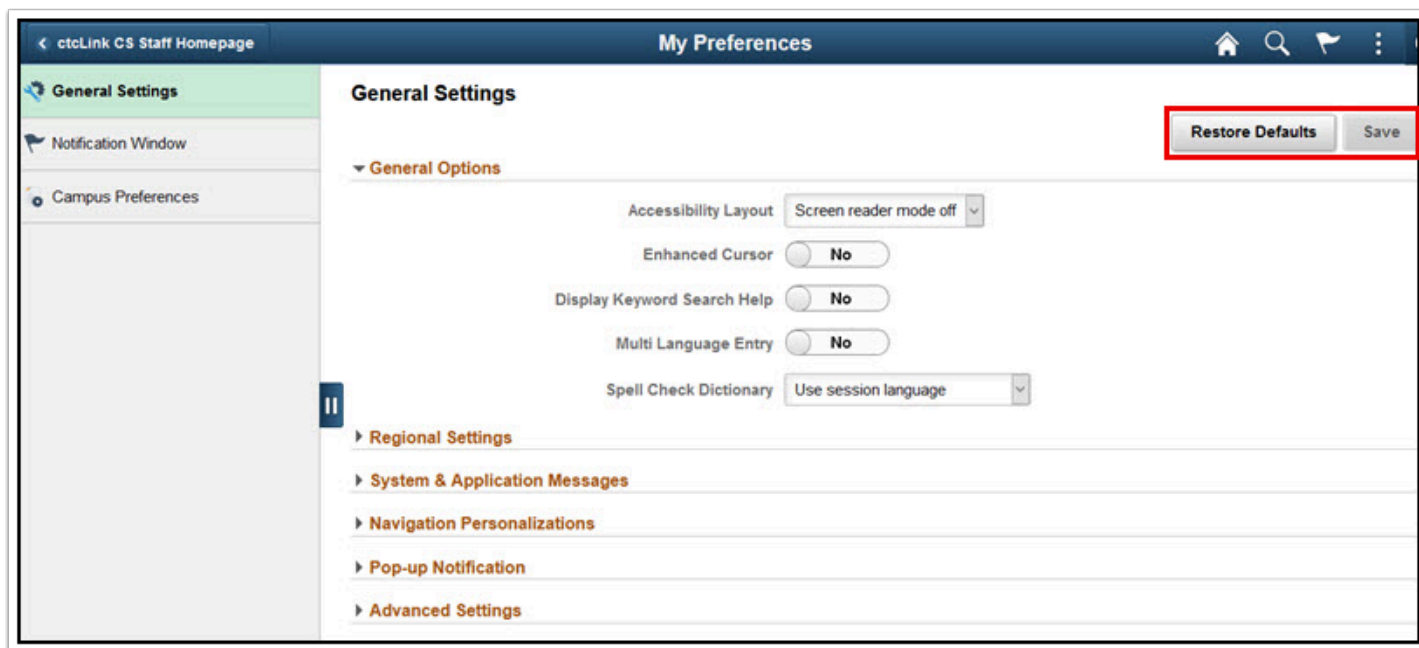 ctcLink CS Staff Homepage
My Preferences
General Settings
Notification Window
Campus Preferences
General Settings
Restore Defaults
Save
General Options
Accessibility Layout Screen reader mode off
Enhanced Cursor No
Display Keyword Search Help No
Multi Language Entry No
Spell Check Dictionary Use session language
Regional Settings
System & Application Messages
Navigation Personalizations
Pop-up Notification
Advanced Settings